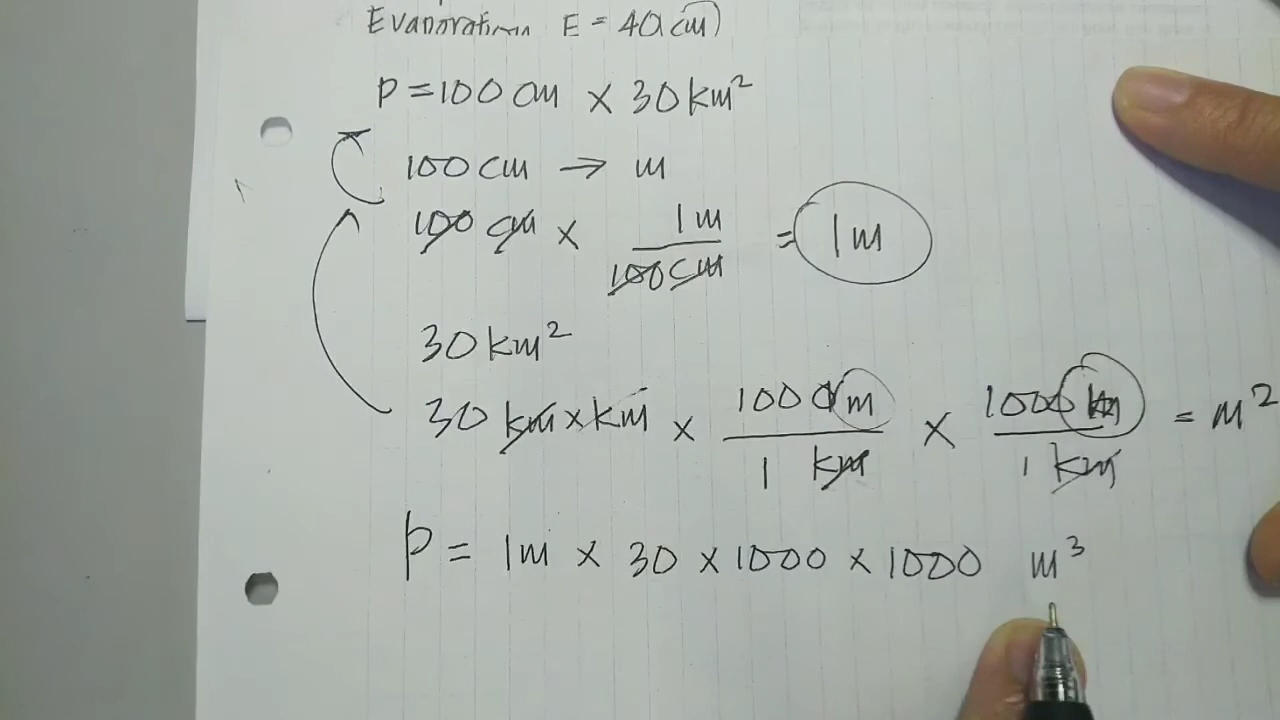 Evaporation E = 40(cm)
P = 100 cm × 30 km²
100 cm → m
100 cm × 1 m / 100 cm = 1 m
30 km²
30 km × km × 1000 m / 1 km × 1000 m / 1 km = m²
P = 1m × 30 × 1000 × 1000 m³